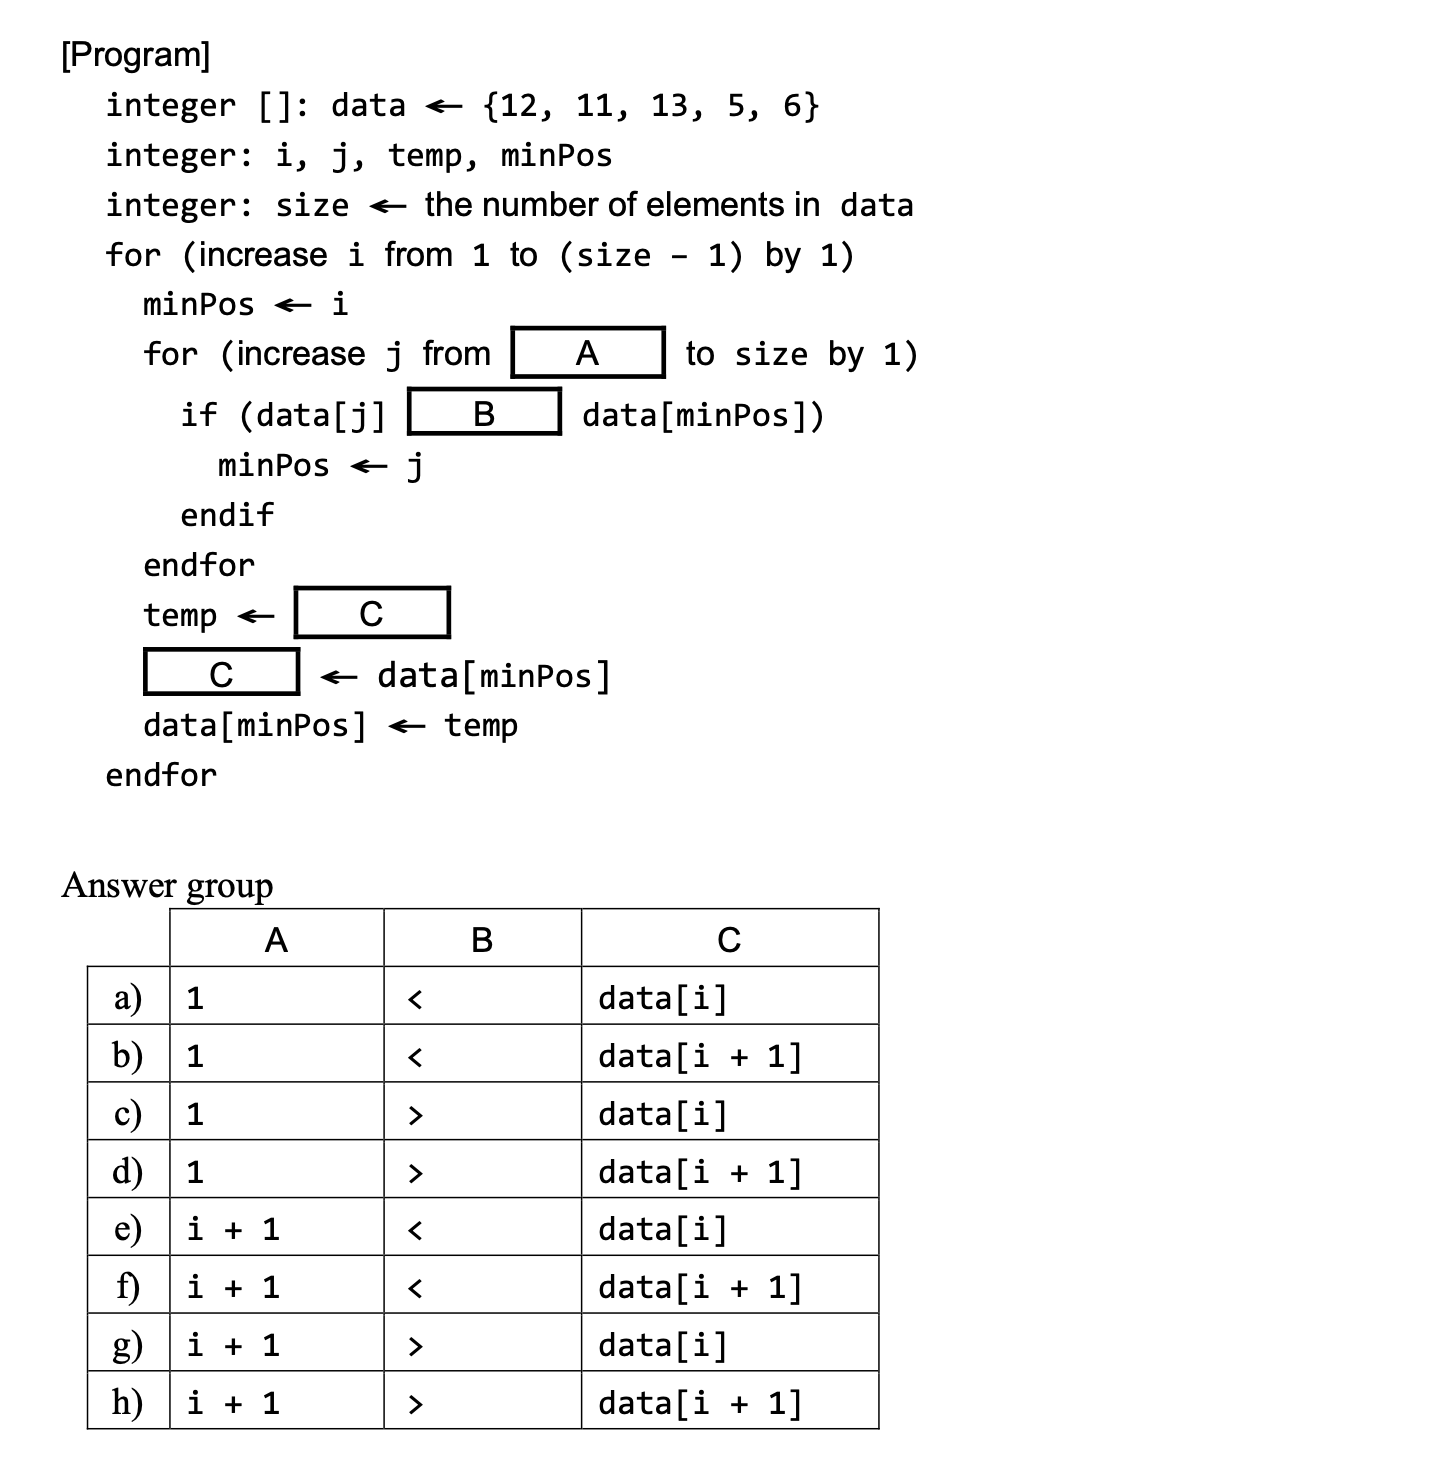 [Program]
integer []: data ← {12, 11, 13, 5, 6}
integer: i, j, temp, minPos
integer: size ← the number of elements in data
for (increase i from 1 to (size – 1) by 1)
minPos ← i
for (increase j from A to size by 1)
if (data[j] B data[minPos])
minPos ← j
endif
endfor
temp ← C
C ← data[minPos]
data[minPos] ← temp
endfor
Answer group
A B C
a) 1 < data[i]
b) 1 < data[i + 1]
c) 1 > data[i]
d) 1 > data[i + 1]
e) i + 1 < data[i]
f) i + 1 < data[i + 1]
g) i + 1 > data[i]
h) i + 1 > data[i + 1]